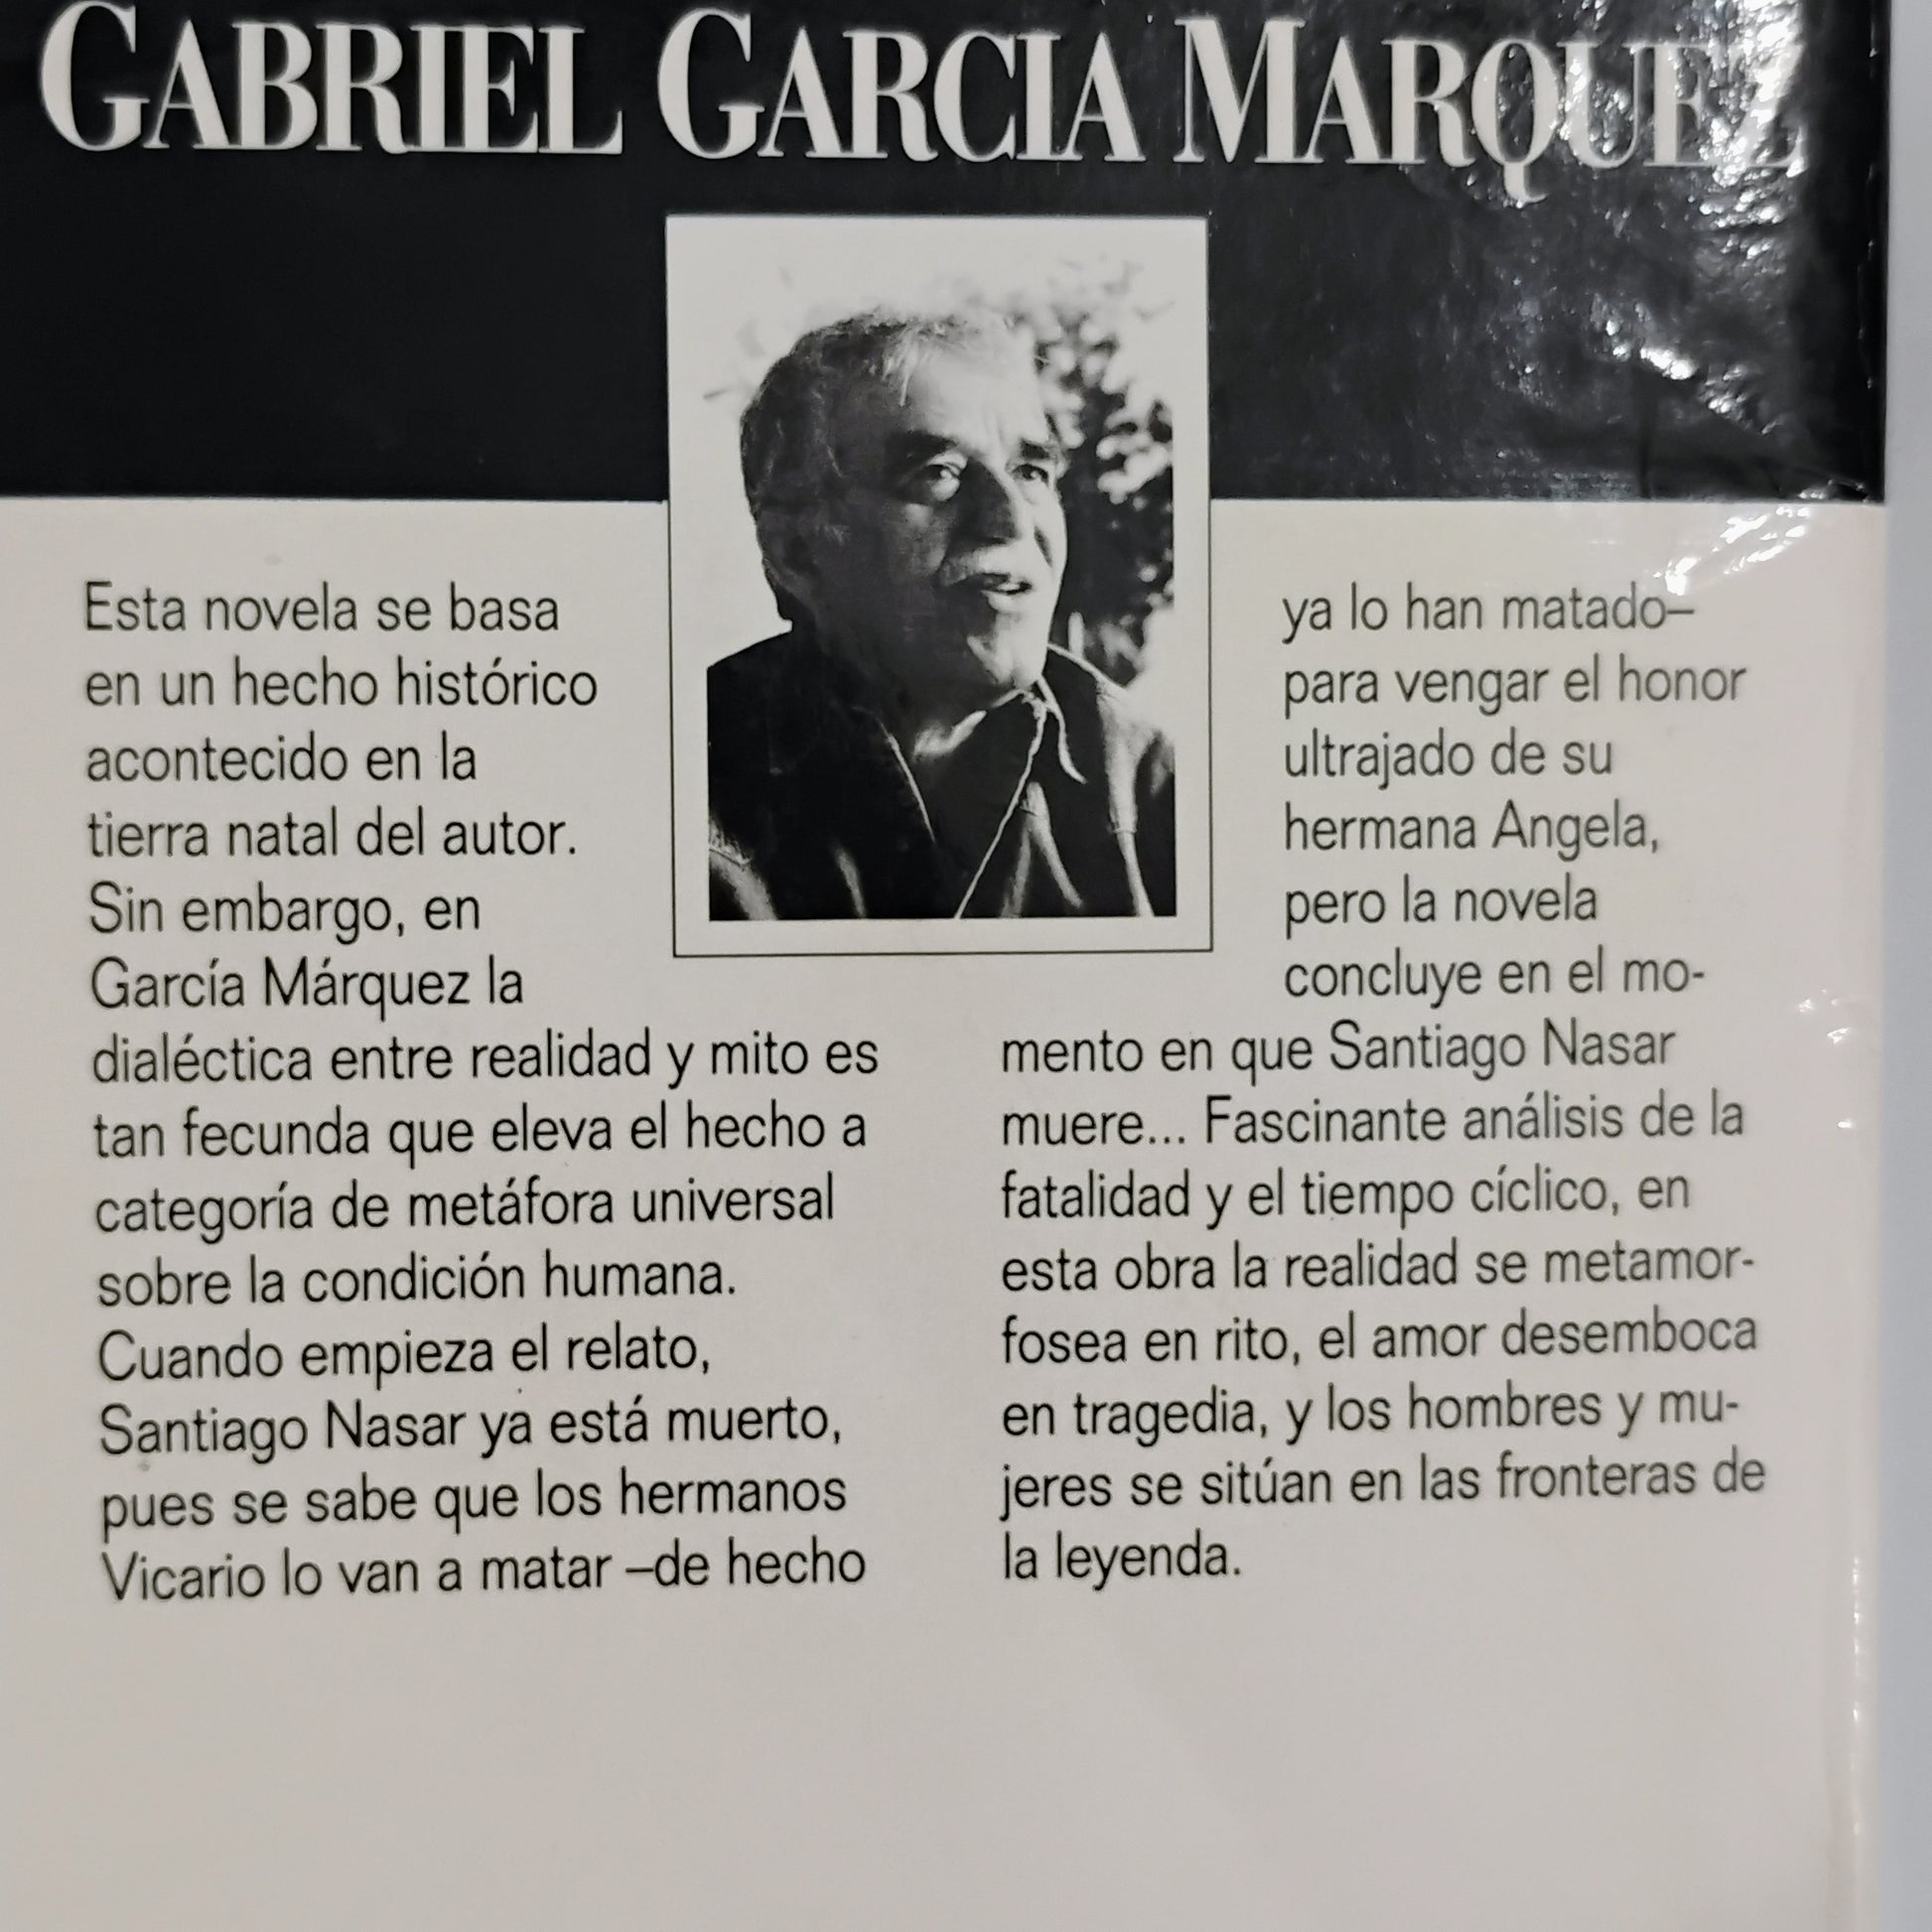 GABRIEL GARCIA MARQUEZ
Esta novela se basa
en un hecho histórico
acontecido en la
tierra natal del autor.
Sin embargo, en
García Márquez la
dialéctica entre realidad y mito es
tan fecunda que eleva el hecho a
categoría de metáfora universal
sobre la condición humana.
Cuando empieza el relato,
Santiago Nasar ya está muerto,
pues se sabe que los hermanos
Vicario lo van a matar –de hecho
ya lo han matado–
para vengar el honor
ultrajado de su
hermana Angela,
pero la novela
concluye en el mo-
mento en que Santiago Nasar
muere... Fascinante análisis de la
fatalidad y el tiempo cíclico, en
esta obra la realidad se metamor-
fosea en rito, el amor desemboca
en tragedia, y los hombres y mu-
jeres se sitúan en las fronteras de
la leyenda.